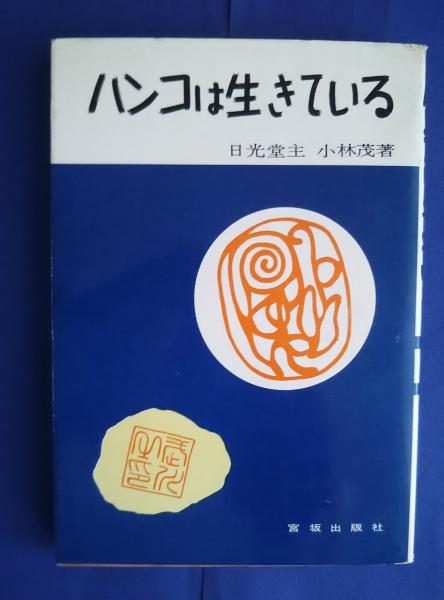 ハンコは生きている
日光堂主 小林茂著
宮坂出版社